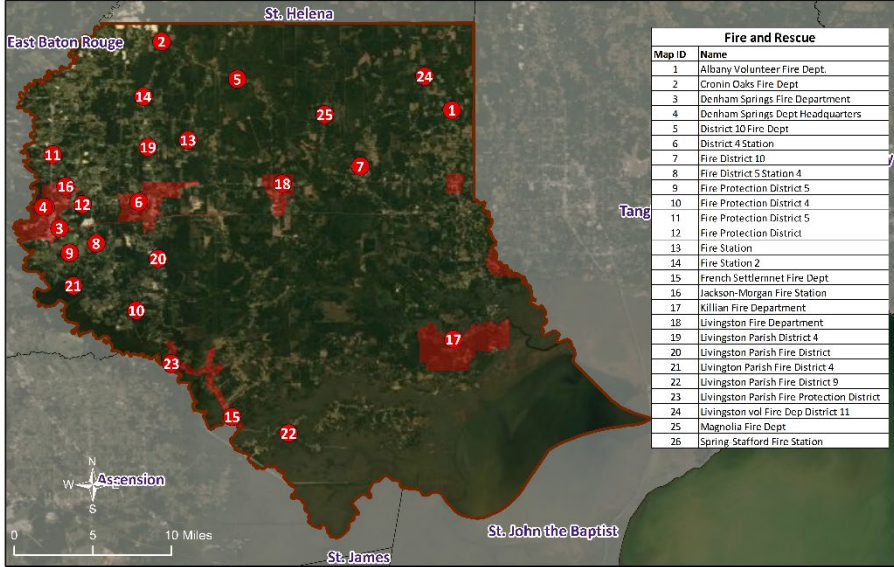 St. Helena
East Baton Rouge
2
5
24
14
25
1
19
13
11
7
16
18
4
12
6
3
8
9
20
21
10
17
23
15
22
Ascension
N
W E
S
0 5 10 Miles
St. James
St. John the Baptist
Tang
Fire and Rescue
Map ID Name
1 Albany Volunteer Fire Dept.
2 Cronin Oaks Fire Dept
3 Denham Springs Fire Department
4 Denham Springs Dept Headquarters
5 District 10 Fire Dept
6 District 4 Station
7 Fire District 10
8 Fire District 5 Station 4
9 Fire Protection District 5
10 Fire Protection District 4
11 Fire Protection District 5
12 Fire Protection District
13 Fire Station
14 Fire Station 2
15 French Settlemnet Fire Dept
16 Jackson-Morgan Fire Station
17 Killian Fire Department
18 Livingston Fire Department
19 Livingston Parish District 4
20 Livingston Parish Fire District
21 Livington Parish Fire District 4
22 Livingston Parish Fire District 9
23 Livingston Parish Fire Protection District
24 Livingston vol Fire Dep District 11
25 Magnolia Fire Dept
26 Spring Stafford Fire Station